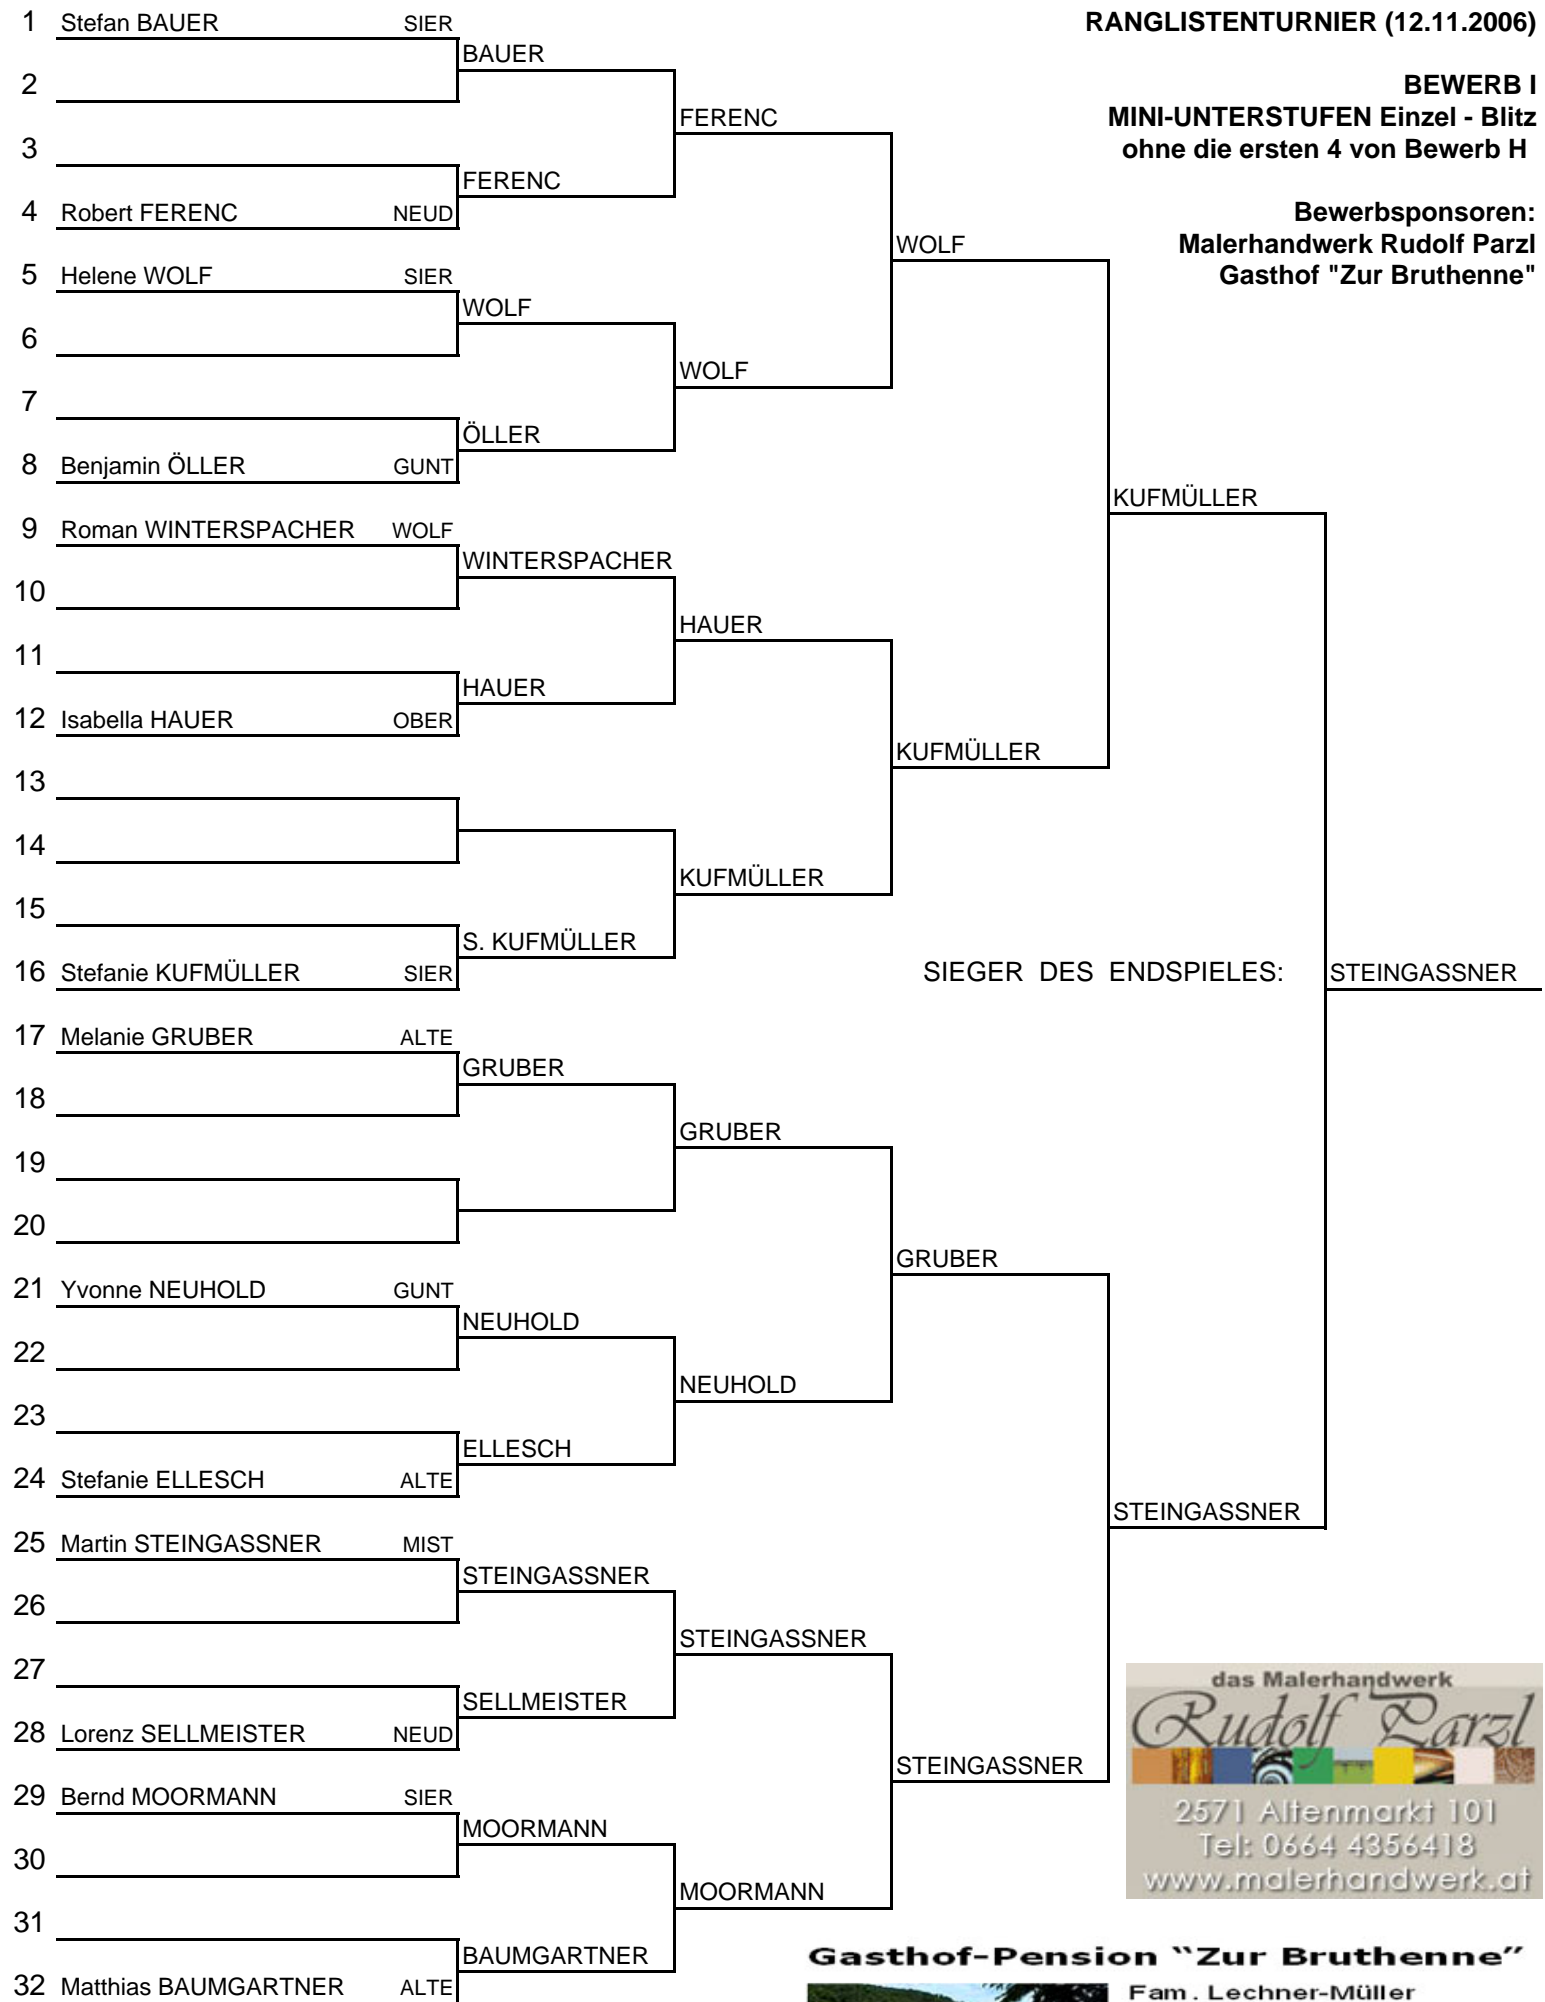 RANGLISTENTURNIER (12.11.2006)
BEWERB I
MINI-UNTERSTUFEN Einzel - Blitz
ohne die ersten 4 von Bewerb H
Bewerbsponsoren:
Malerhandwerk Rudolf Parzl
Gasthof "Zur Bruthenne"
1 Stefan BAUER SIER
BAUER
2
FERENC
3
FERENC
4 Robert FERENC NEUD
WOLF
5 Helene WOLF SIER
WOLF
6
WOLF
7
ÖLLER
8 Benjamin ÖLLER GUNT
KUFMÜLLER
9 Roman WINTERSPACHER WOLF
WINTERSPACHER
10
HAUER
11
HAUER
12 Isabella HAUER OBER
KUFMÜLLER
13
14
KUFMÜLLER
15
S. KUFMÜLLER
16 Stefanie KUFMÜLLER SIER
SIEGER DES ENDSPIELES: STEINGASSNER
17 Melanie GRUBER ALTE
GRUBER
18
GRUBER
19
20
GRUBER
21 Yvonne NEUHOLD GUNT
NEUHOLD
22
NEUHOLD
23
ELLESCH
24 Stefanie ELLESCH ALTE
STEINGASSNER
25 Martin STEINGASSNER MIST
STEINGASSNER
26
STEINGASSNER
27
SELLMEISTER
28 Lorenz SELLMEISTER NEUD
STEINGASSNER
29 Bernd MOORMANN SIER
MOORMANN
30
MOORMANN
31
BAUMGARTNER
32 Matthias BAUMGARTNER ALTE
das Malerhandwerk
Rudolf Parzl
2571 Altenmarkt 101
Tel: 0664 4356418
www.malerhandwerk.at
Gasthof-Pension "Zur Bruthenne"
Fam. Lechner-Müller